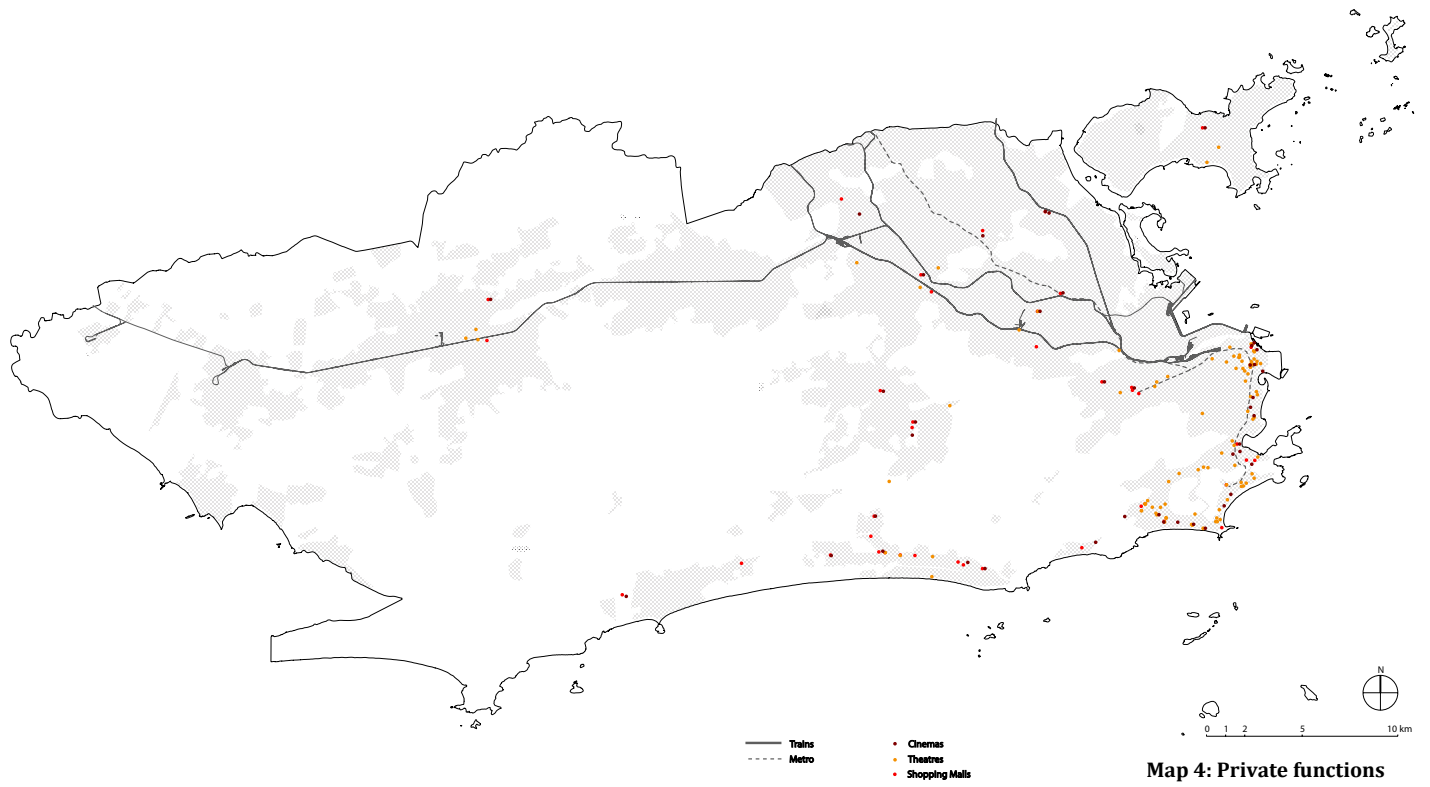 N
0 1 2 5 10 km
Trains
Metro
Cinemas
Theatres
Shopping Malls
Map 4: Private functions